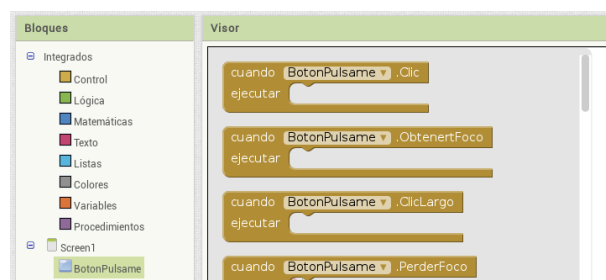 Bloques
Visor
Integrados
Control
Lógica
Matemáticas
Texto
Listas
Colores
Variables
Procedimientos
Screen1
BotonPulsame
cuando BotonPulsame .Clic
ejecutar
cuando BotonPulsame .ObtenertFoco
ejecutar
cuando BotonPulsame .ClicLargo
ejecutar
cuando BotonPulsame .PerderFoco